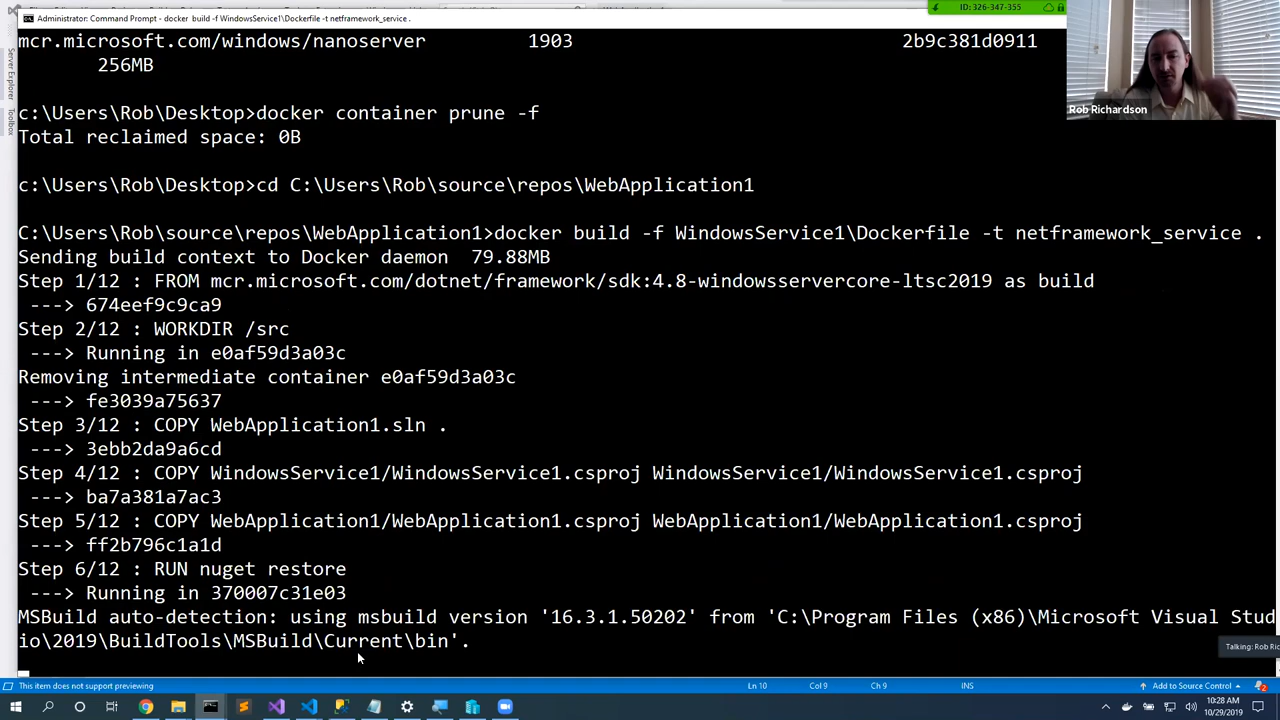 Administrator: Command Prompt - docker build -f WindowsService1\Dockerfile -t netframework_service .
ID: 326-347-355
mcr.microsoft.com/windows/nanoserver 1903 2b9c381d0911
256MB
c:\Users\Rob\Desktop>docker container prune -f
Total reclaimed space: 0B
c:\Users\Rob\Desktop>cd C:\Users\Rob\source\repos\WebApplication1
C:\Users\Rob\source\repos\WebApplication1>docker build -f WindowsService1\Dockerfile -t netframework_service .
Sending build context to Docker daemon 79.88MB
Step 1/12 : FROM mcr.microsoft.com/dotnet/framework/sdk:4.8-windowsservercore-ltsc2019 as build
---> 674eef9c9ca9
Step 2/12 : WORKDIR /src
---> Running in e0af59d3a03c
Removing intermediate container e0af59d3a03c
---> fe3039a75637
Step 3/12 : COPY WebApplication1.sln .
---> 3ebb2da9a6cd
Step 4/12 : COPY WindowsService1/WindowsService1.csproj WindowsService1/WindowsService1.csproj
---> ba7a381a7ac3
Step 5/12 : COPY WebApplication1/WebApplication1.csproj WebApplication1/WebApplication1.csproj
---> ff2b796c1a1d
Step 6/12 : RUN nuget restore
---> Running in 370007c31e03
MSBuild auto-detection: using msbuild version '16.3.1.50202' from 'C:\Program Files (x86)\Microsoft Visual Stud
io\2019\BuildTools\MSBuild\Current\bin'.
Rob Richardson
Server Explorer
Toolbox
Talking: Rob Ric
This item does not support previewing
Ln 10
Col 9
Ch 9
INS
Add to Source Control
2
10:28 AM
10/29/2019